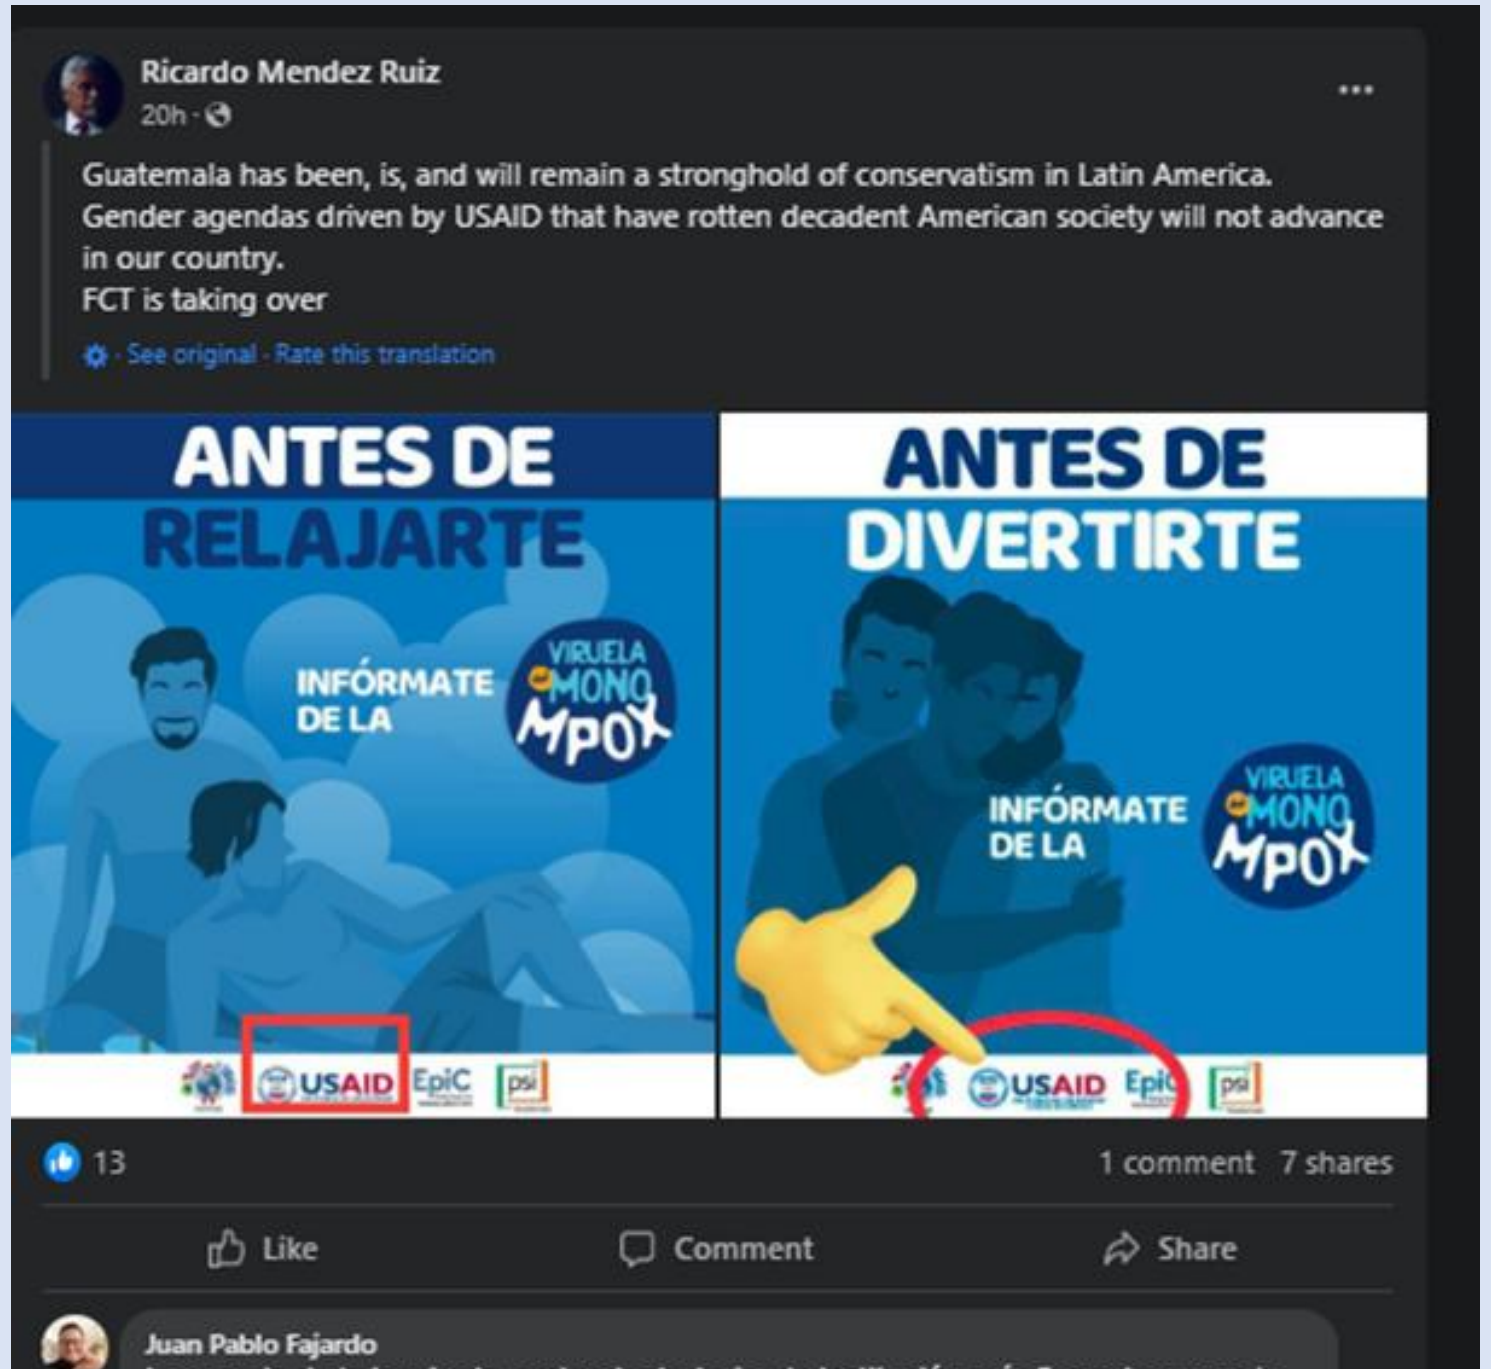 Ricardo Mendez Ruiz
20h ·
Guatemala has been, is, and will remain a stronghold of conservatism in Latin America.
Gender agendas driven by USAID that have rotten decadent American society will not advance
in our country.
FCT is taking over
· See original · Rate this translation
ANTES DE
RELAJARTE
INFÓRMATE
DE LA
VIRUELA
del MONO
MPOX
USAID EpiC psi
ANTES DE
DIVERTIRTE
INFÓRMATE
DE LA
VIRUELA
del MONO
MPOX
USAID EpiC psi
13
1 comment 7 shares
Like Comment Share
Juan Pablo Fajardo